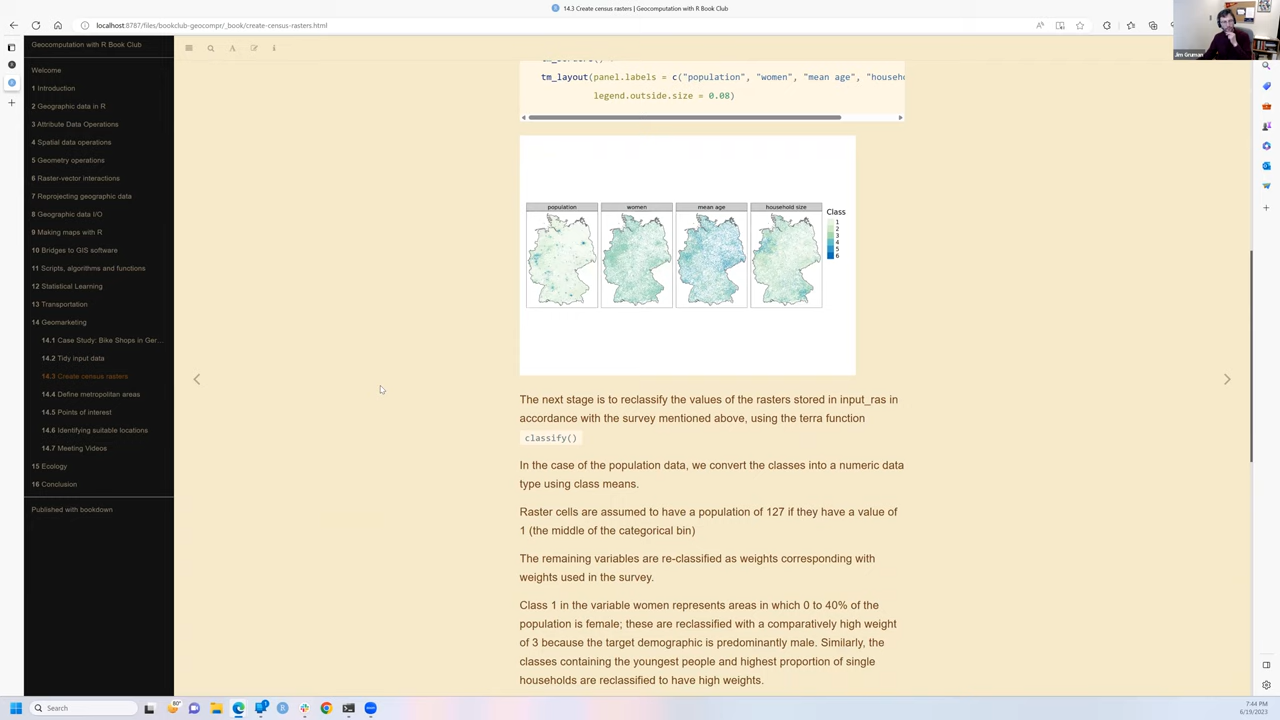 14.3 Create census rasters | Geocomputation with R Book Club
localhost:8787/files/bookclub-geocompr/_book/create-census-rasters.html
Jim Gruman
Geocomputation with R Book Club
Welcome
1 Introduction
2 Geographic data in R
3 Attribute Data Operations
4 Spatial data operations
5 Geometry operations
6 Raster-vector interactions
7 Reprojecting geographic data
8 Geographic data I/O
9 Making maps with R
10 Bridges to GIS software
11 Scripts, algorithms and functions
12 Statistical Learning
13 Transportation
14 Geomarketing
14.1 Case Study: Bike Shops in Ger…
14.2 Tidy input data
14.3 Create census rasters
14.4 Define metropolitan areas
14.5 Points of interest
14.6 Identifying suitable locations
14.7 Meeting Videos
15 Ecology
16 Conclusion
Published with bookdown
tm_layout(panel.labels = c("population", "women", "mean age", "househo
legend.outside.size = 0.08)
population women mean age household size
Class
1
2
3
4
5
6
The next stage is to reclassify the values of the rasters stored in input_ras in
accordance with the survey mentioned above, using the terra function
classify()
In the case of the population data, we convert the classes into a numeric data
type using class means.
Raster cells are assumed to have a population of 127 if they have a value of
1 (the middle of the categorical bin)
The remaining variables are re-classified as weights corresponding with
weights used in the survey.
Class 1 in the variable women represents areas in which 0 to 40% of the
population is female; these are reclassified with a comparatively high weight
of 3 because the target demographic is predominantly male. Similarly, the
classes containing the youngest people and highest proportion of single
households are reclassified to have high weights.
Search
80°
7:44 PM
6/19/2023